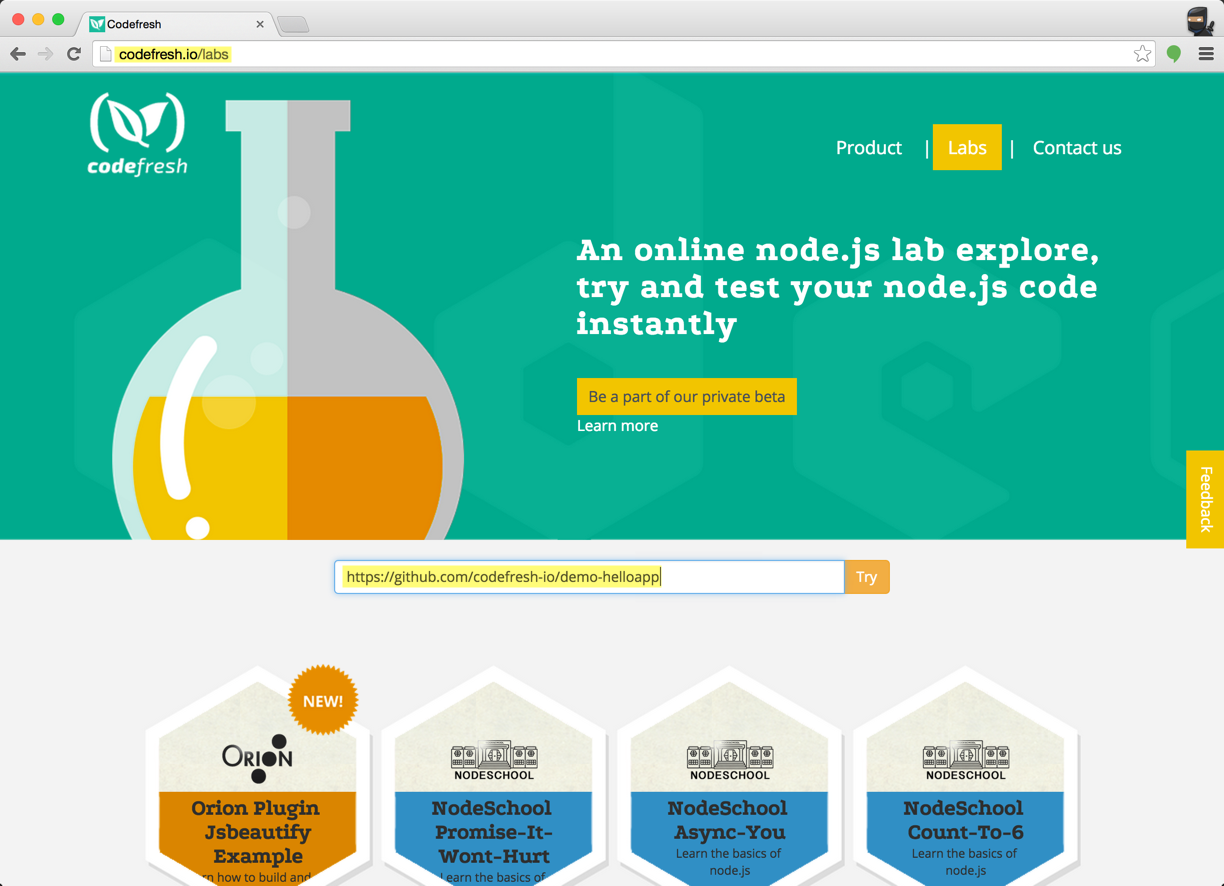 Codefresh
codefresh.io/labs
codefresh
Product | Labs | Contact us
An online node.js lab explore,
try and test your node.js code
instantly
Be a part of our private beta
Learn more
Feedback
https://github.com/codefresh-io/demo-helloapp
Try
NEW!
ORION
Orion Plugin
Jsbeautify
Example
rn how to build and
NODESCHOOL
NodeSchool
Promise-It-
Wont-Hurt
Learn the basics of
NODESCHOOL
NodeSchool
Async-You
Learn the basics of
node.js
NODESCHOOL
NodeSchool
Count-To-6
Learn the basics of
node.js